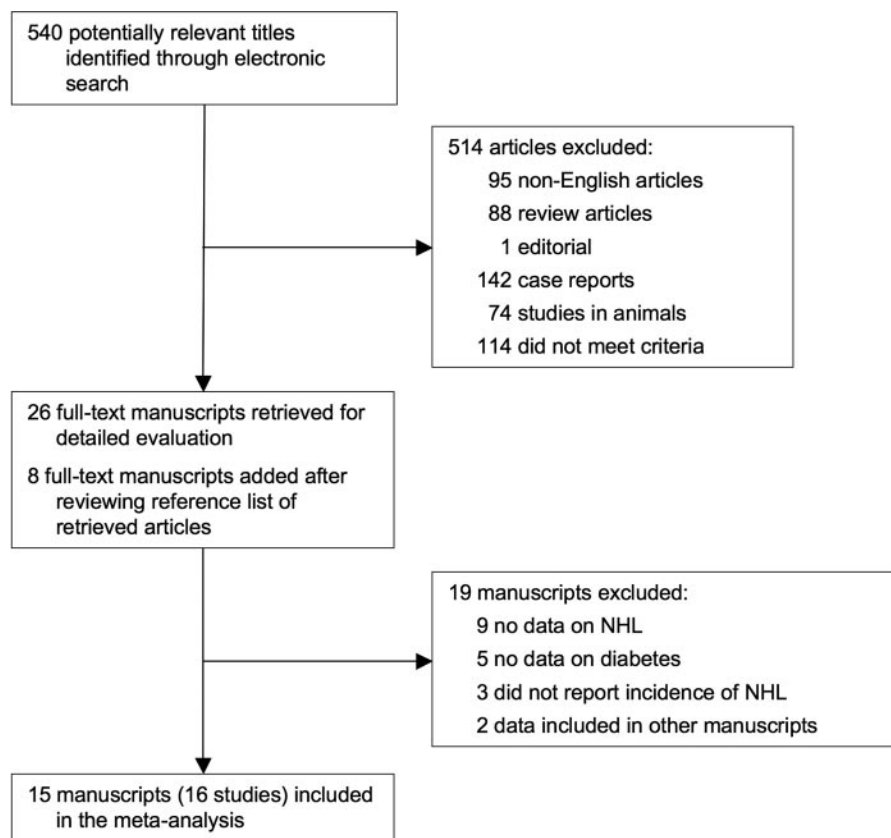 540 potentially relevant titles
identified through electronic
search
514 articles excluded:
95 non-English articles
88 review articles
1 editorial
142 case reports
74 studies in animals
114 did not meet criteria
26 full-text manuscripts retrieved for
detailed evaluation
8 full-text manuscripts added after
reviewing reference list of
retrieved articles
19 manuscripts excluded:
9 no data on NHL
5 no data on diabetes
3 did not report incidence of NHL
2 data included in other manuscripts
15 manuscripts (16 studies) included
in the meta-analysis